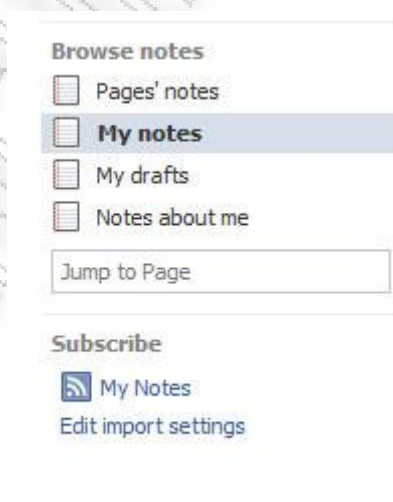 Browse notes
Pages' notes
My notes
My drafts
Notes about me
Jump to Page
Subscribe
My Notes
Edit import settings